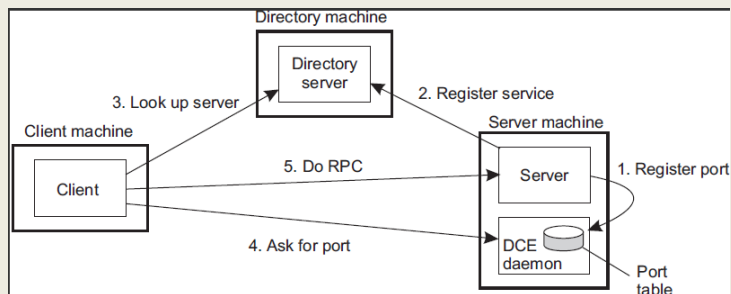 Directory machine
Directory
server
3. Look up server
2. Register service
Client machine
Server machine
5. Do RPC
1. Register port
Client
Server
4. Ask for port
DCE
daemon
Port
table